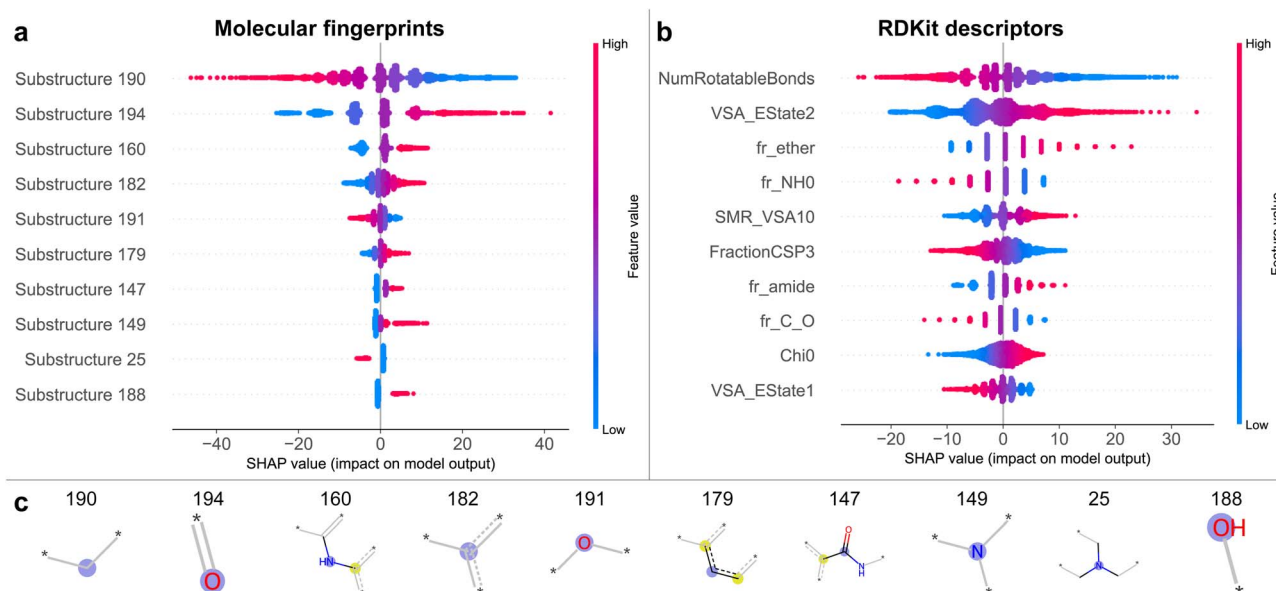 a
Molecular fingerprints
High
Substructure 190
Substructure 194
Substructure 160
Substructure 182
Substructure 191
Substructure 179
Substructure 147
Substructure 149
Substructure 25
Substructure 188
Feature value
Low
−40 −20 0 20 40
SHAP value (impact on model output)
b
RDKit descriptors
High
NumRotatableBonds
VSA_EState2
fr_ether
fr_NH0
SMR_VSA10
FractionCSP3
fr_amide
fr_C_O
Chi0
VSA_EState1
Feature value
Low
−20 −10 0 10 20 30
SHAP value (impact on model output)
c
190 194 160 182 191 179 147 149 25 188
* *
* O
* * HN * *
* * *
O * *
* * * *
O * * N H *
N * * *
N * * *
OH *